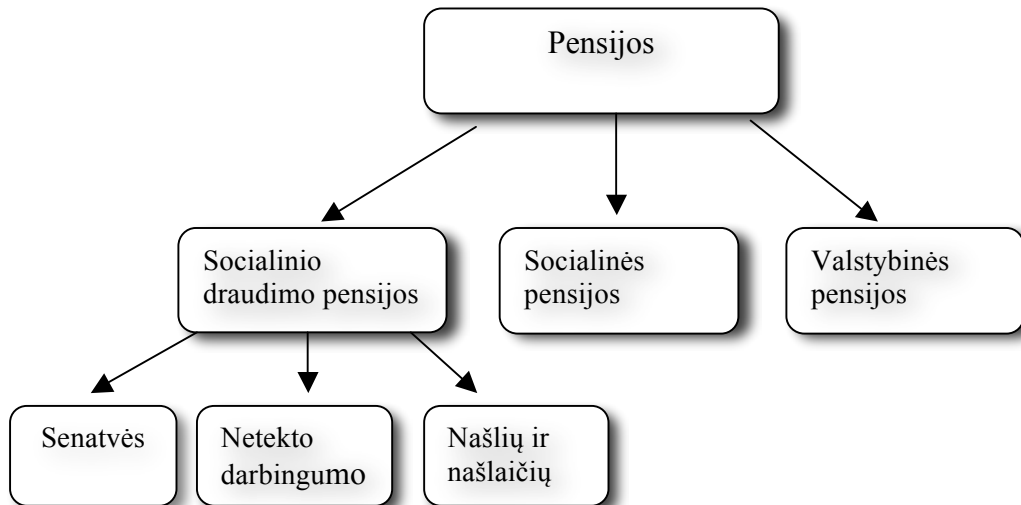 Pensijos
Socialinio
draudimo pensijos
Socialinės
pensijos
Valstybinės
pensijos
Senatvės
Netekto
darbingumo
Našlių ir
našlaičių